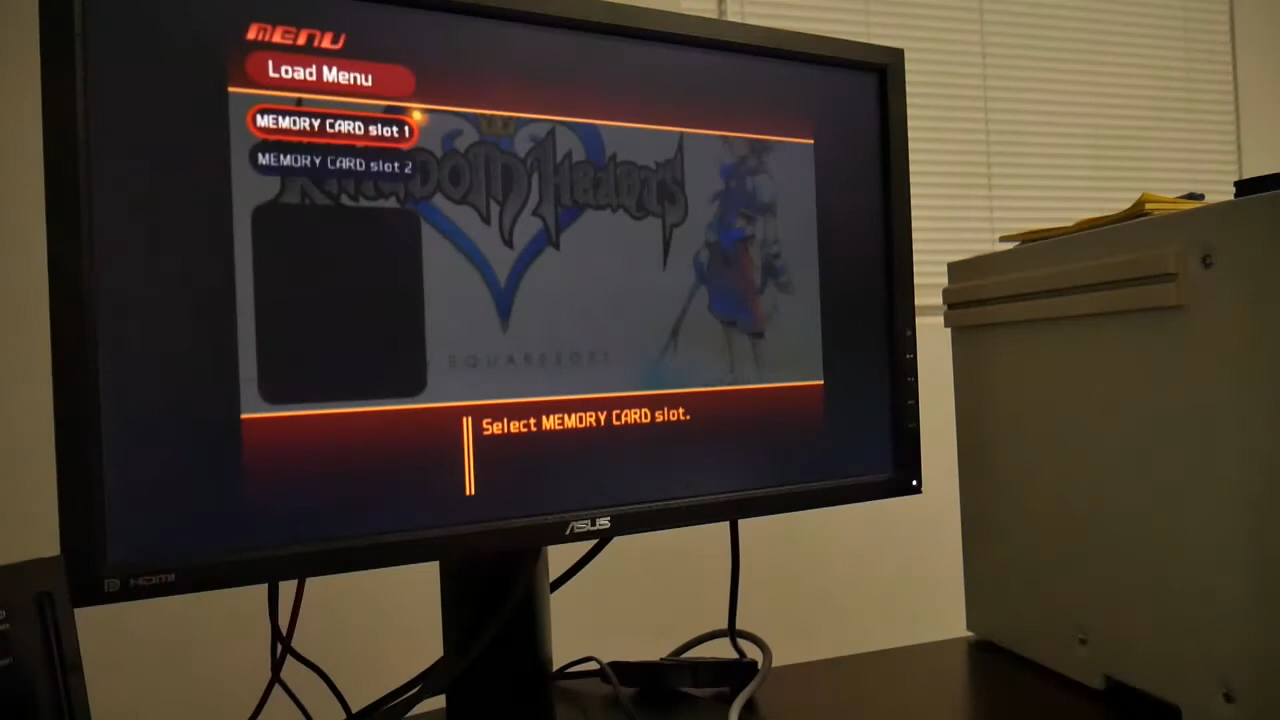 MENU
Load Menu
MEMORY CARD slot 1
MEMORY CARD slot 2
Kingdom Hearts
SQUARESOFT
Select MEMORY CARD slot.
ASUS
HDMI